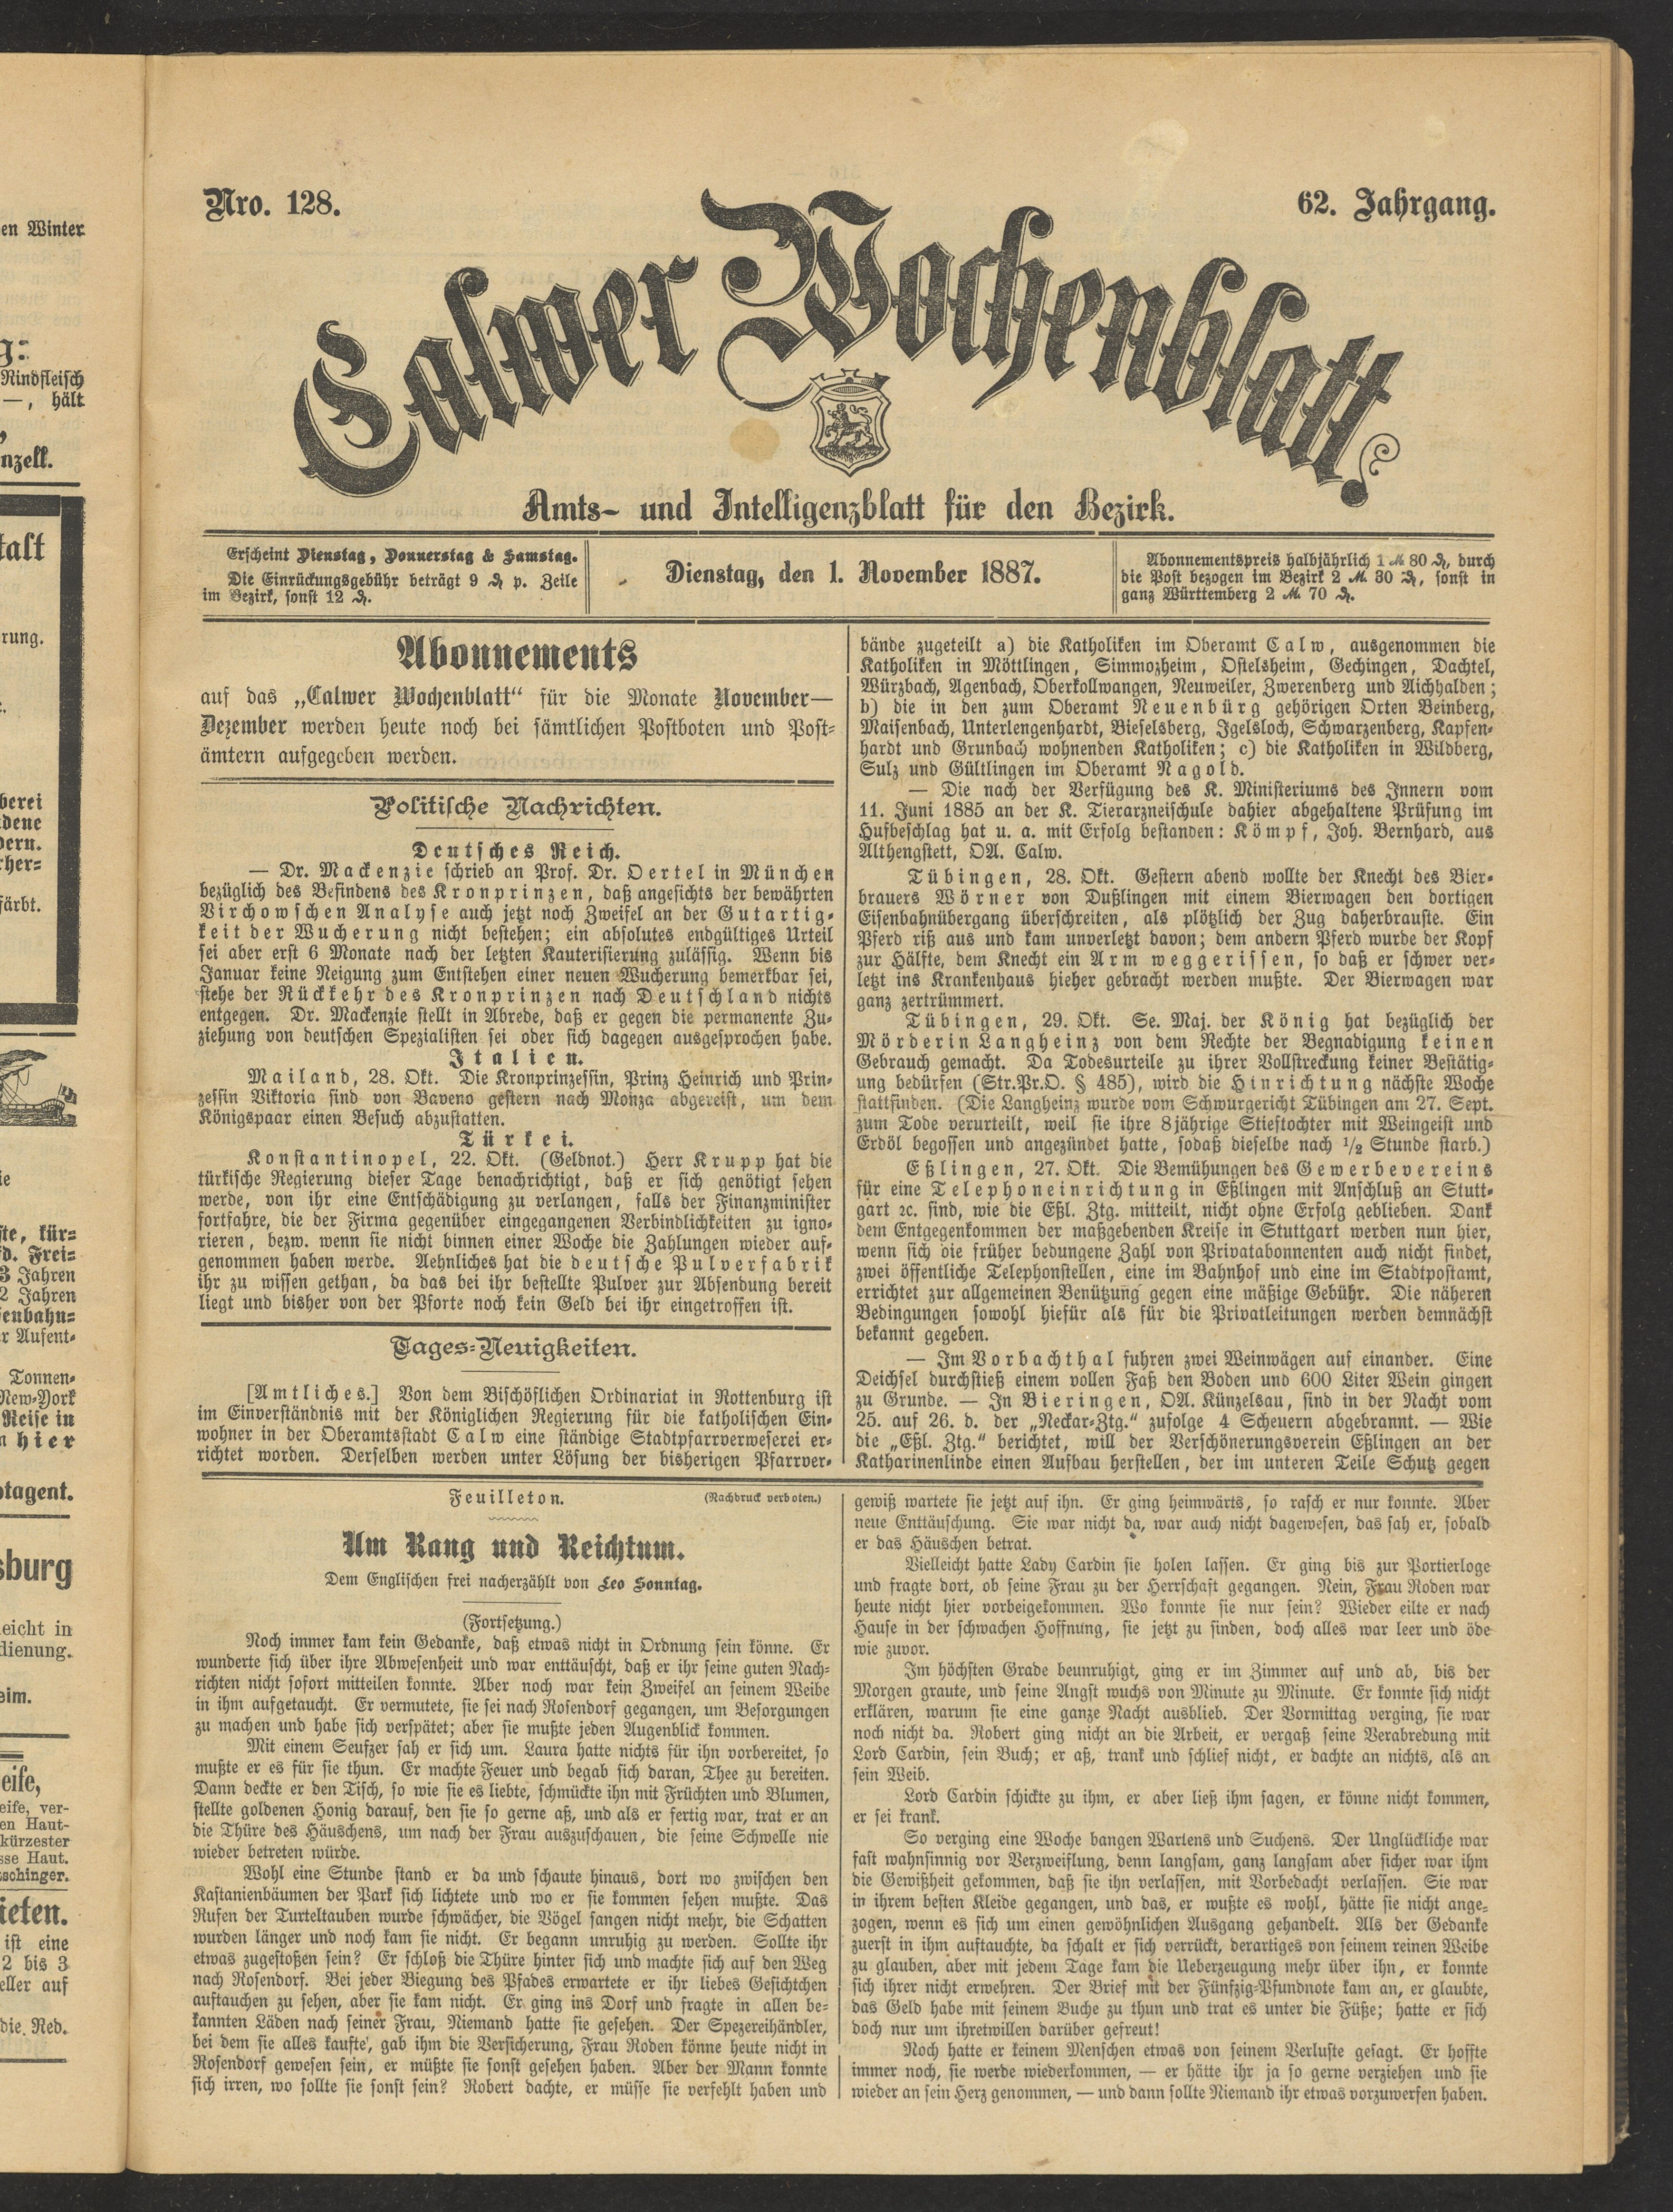 Nro. 128.
62. Jahrgang.
Calwer Wochenblatt
Amts- und Intelligenzblatt für den Bezirk.
Erscheint Dienstag, Donnerstag & Samstag.
Die Einrückungsgebühr beträgt 9 ₰ p. Zeile
im Bezirk, sonst 12 ₰.
Dienstag, den 1. November 1887.
Abonnementspreis halbjährlich 1 ℳ 80 ₰, durch
die Post bezogen im Bezirk 2 ℳ 30 ₰, sonst in
ganz Württemberg 2 ℳ 70 ₰.
Abonnements
auf das „Calwer Wochenblatt“ für die Monate November—
Dezember werden heute noch bei sämtlichen Postboten und Post-
ämtern aufgegeben werden.
Politische Nachrichten.
Deutsches Reich.
— Dr. Mackenzie schrieb an Prof. Dr. Oertel in München
bezüglich des Befindens des Kronprinzen, daß angesichts der bewährten
Virchowschen Analyse auch jetzt noch Zweifel an der Gutartig-
keit der Wucherung nicht bestehen; ein absolutes endgültiges Urteil
sei aber erst 6 Monate nach der letzten Kauterisierung zulässig. Wenn bis
Januar keine Neigung zum Entstehen einer neuen Wucherung bemerkbar sei,
stehe der Rückkehr des Kronprinzen nach Deutschland nichts
entgegen. Dr. Mackenzie stellt in Abrede, daß er gegen die permanente Zu-
ziehung von deutschen Spezialisten sei oder sich dagegen ausgesprochen habe.
Italien.
Mailand, 28. Okt. Die Kronprinzessin, Prinz Heinrich und Prin-
zessin Viktoria sind von Baveno gestern nach Monza abgereist, um dem
Königspaar einen Besuch abzustatten.
Türkei.
Konstantinopel, 22. Okt. (Geldnot.) Herr Krupp hat die
türkische Regierung dieser Tage benachrichtigt, daß er sich genötigt sehen
werde, von ihr eine Entschädigung zu verlangen, falls der Finanzminister
fortfahre, die der Firma gegenüber eingegangenen Verbindlichkeiten zu igno-
rieren, bezw. wenn sie nicht binnen einer Woche die Zahlungen wieder auf-
genommen haben werde. Aehnliches hat die deutsche Pulverfabrik
ihr zu wissen gethan, da das bei ihr bestellte Pulver zur Absendung bereit
liegt und bisher von der Pforte noch kein Geld bei ihr eingetroffen ist.
Tages-Neuigkeiten.
[Amtliches.] Von dem Bischöflichen Ordinariat in Rottenburg ist
im Einverständnis mit der Königlichen Regierung für die katholischen Ein-
wohner in der Oberamtsstadt Calw eine ständige Stadtpfarrverweserei er-
richtet worden. Derselben werden unter Lösung der bisherigen Pfarrver-
bände zugeteilt a) die Katholiken im Oberamt Calw, ausgenommen die
Katholiken in Möttlingen, Simmozheim, Ostelsheim, Gechingen, Dachtel,
Würzbach, Agenbach, Oberkollwangen, Neuweiler, Zwerenberg und Aichhalden;
b) die in den zum Oberamt Neuenbürg gehörigen Orten Beinberg,
Maisenbach, Unterlengenhardt, Bieselsberg, Igelsloch, Schwarzenberg, Kapfen-
hardt und Grunbach wohnenden Katholiken; c) die Katholiken in Wildberg,
Sulz und Gültlingen im Oberamt Nagold.
— Die nach der Verfügung des K. Ministeriums des Innern vom
11. Juni 1885 an der K. Tierarzneischule dahier abgehaltene Prüfung im
Hufbeschlag hat u. a. mit Erfolg bestanden: Kömpf, Joh. Bernhard, aus
Althengstett, OA. Calw.
Tübingen, 28. Okt. Gestern abend wollte der Knecht des Bier-
brauers Wörner von Dußlingen mit einem Bierwagen den dortigen
Eisenbahnübergang überschreiten, als plötzlich der Zug daherbrauste. Ein
Pferd riß aus und kam unverletzt davon; dem andern Pferd wurde der Kopf
zur Hälfte, dem Knecht ein Arm weggerissen, so daß er schwer ver-
letzt ins Krankenhaus hieher gebracht werden mußte. Der Bierwagen war
ganz zertrümmert.
Tübingen, 29. Okt. Se. Maj. der König hat bezüglich der
Mörderin Langheinz von dem Rechte der Begnadigung keinen
Gebrauch gemacht. Da Todesurteile zu ihrer Vollstreckung keiner Bestätig-
ung bedürfen (Str.Pr.O. § 485), wird die Hinrichtung nächste Woche
stattfinden. (Die Langheinz wurde vom Schwurgericht Tübingen am 27. Sept.
zum Tode verurteilt, weil sie ihre 8jährige Stieftochter mit Weingeist und
Erdöl begossen und angezündet hatte, sodaß dieselbe nach ½ Stunde starb.)
Eßlingen, 27. Okt. Die Bemühungen des Gewerbevereins
für eine Telephoneinrichtung in Eßlingen mit Anschluß an Stutt-
gart ꝛc. sind, wie die Eßl. Ztg. mitteilt, nicht ohne Erfolg geblieben. Dank
dem Entgegenkommen der maßgebenden Kreise in Stuttgart werden nun hier,
wenn sich die früher bedungene Zahl von Privatabonnenten auch nicht findet,
zwei öffentliche Telephonstellen, eine im Bahnhof und eine im Stadtpostamt,
errichtet zur allgemeinen Benützung gegen eine mäßige Gebühr. Die näheren
Bedingungen sowohl hiefür als für die Privatleitungen werden demnächst
bekannt gegeben.
— Im Vorbachthal fuhren zwei Weinwägen auf einander. Eine
Deichsel durchstieß einem vollen Faß den Boden und 600 Liter Wein gingen
zu Grunde. — In Bieringen, OA. Künzelsau, sind in der Nacht vom
25. auf 26. d. der „Neckar-Ztg.“ zufolge 4 Scheuern abgebrannt. — Wie
die „Eßl. Ztg.“ berichtet, will der Verschönerungsverein Eßlingen an der
Katharinenlinde einen Aufbau herstellen, der im unteren Teile Schutz gegen
Feuilleton.
(Nachdruck verboten.)
Um Rang und Reichtum.
Dem Englischen frei nacherzählt von Leo Sonntag.
(Fortsetzung.)
Noch immer kam kein Gedanke, daß etwas nicht in Ordnung sein könne. Er
wunderte sich über ihre Abwesenheit und war enttäuscht, daß er ihr seine guten Nach-
richten nicht sofort mitteilen konnte. Aber noch war kein Zweifel an seinem Weibe
in ihm aufgetaucht. Er vermutete, sie sei nach Rosendorf gegangen, um Besorgungen
zu machen und habe sich verspätet; aber sie mußte jeden Augenblick kommen.
Mit einem Seufzer sah er sich um. Laura hatte nichts für ihn vorbereitet, so
mußte er es für sie thun. Er machte Feuer und begab sich daran, Thee zu bereiten.
Dann deckte er den Tisch, so wie sie es liebte, schmückte ihn mit Früchten und Blumen,
stellte goldenen Honig darauf, den sie so gerne aß, und als er fertig war, trat er an
die Thüre des Häuschens, um nach der Frau auszuschauen, die seine Schwelle nie
wieder betreten würde.
Wohl eine Stunde stand er da und schaute hinaus, dort wo zwischen den
Kastanienbäumen der Park sich lichtete und wo er sie kommen sehen mußte. Das
Rufen der Turteltauben wurde schwächer, die Vögel sangen nicht mehr, die Schatten
wurden länger und noch kam sie nicht. Er begann unruhig zu werden. Sollte ihr
etwas zugestoßen sein? Er schloß die Thüre hinter sich und machte sich auf den Weg
nach Rosendorf. Bei jeder Biegung des Pfades erwartete er ihr liebes Gesichtchen
auftauchen zu sehen, aber sie kam nicht. Er ging ins Dorf und fragte in allen be-
kannten Läden nach seiner Frau, Niemand hatte sie gesehen. Der Spezereihändler,
bei dem sie alles kaufte, gab ihm die Versicherung, Frau Roden könne heute nicht in
Rosendorf gewesen sein, er müßte sie sonst gesehen haben. Aber der Mann konnte
sich irren, wo sollte sie sonst sein? Robert dachte, er müsse sie verfehlt haben und
gewiß wartete sie jetzt auf ihn. Er ging heimwärts, so rasch er nur konnte. Aber
neue Enttäuschung. Sie war nicht da, war auch nicht dagewesen, das sah er, sobald
er das Häuschen betrat.
Vielleicht hatte Lady Cardin sie holen lassen. Er ging bis zur Portierloge
und fragte dort, ob seine Frau zu der Herrschaft gegangen. Nein, Frau Roden war
heute nicht hier vorbeigekommen. Wo konnte sie nur sein? Wieder eilte er nach
Hause in der schwachen Hoffnung, sie jetzt zu finden, doch alles war leer und öde
wie zuvor.
Im höchsten Grade beunruhigt, ging er im Zimmer auf und ab, bis der
Morgen graute, und seine Angst wuchs von Minute zu Minute. Er konnte sich nicht
erklären, warum sie eine ganze Nacht ausblieb. Der Vormittag verging, sie war
noch nicht da. Robert ging nicht an die Arbeit, er vergaß seine Verabredung mit
Lord Cardin, sein Buch; er aß, trank und schlief nicht, er dachte an nichts, als an
sein Weib.
Lord Cardin schickte zu ihm, er aber ließ ihm sagen, er könne nicht kommen,
er sei krank.
So verging eine Woche bangen Wartens und Suchens. Der Unglückliche war
fast wahnsinnig vor Verzweiflung, denn langsam, ganz langsam aber sicher war ihm
die Gewißheit gekommen, daß sie ihn verlassen, mit Vorbedacht verlassen. Sie war
in ihrem besten Kleide gegangen, und das, er wußte es wohl, hätte sie nicht ange-
zogen, wenn es sich um einen gewöhnlichen Ausgang gehandelt. Als der Gedanke
zuerst in ihm auftauchte, da schalt er sich verrückt, derartiges von seinem reinen Weibe
zu glauben, aber mit jedem Tage kam die Ueberzeugung mehr über ihn, er konnte
sich ihrer nicht erwehren. Der Brief mit der Fünfzig-Pfundnote kam an, er glaubte,
das Geld habe mit seinem Buche zu thun und trat es unter die Füße; hatte er sich
doch nur um ihretwillen darüber gefreut!
Noch hatte er keinem Menschen etwas von seinem Verluste gesagt. Er hoffte
immer noch, sie werde wiederkommen, — er hätte ihr ja so gerne verziehen und sie
wieder an sein Herz genommen, — und dann sollte Niemand ihr etwas vorzuwerfen haben.